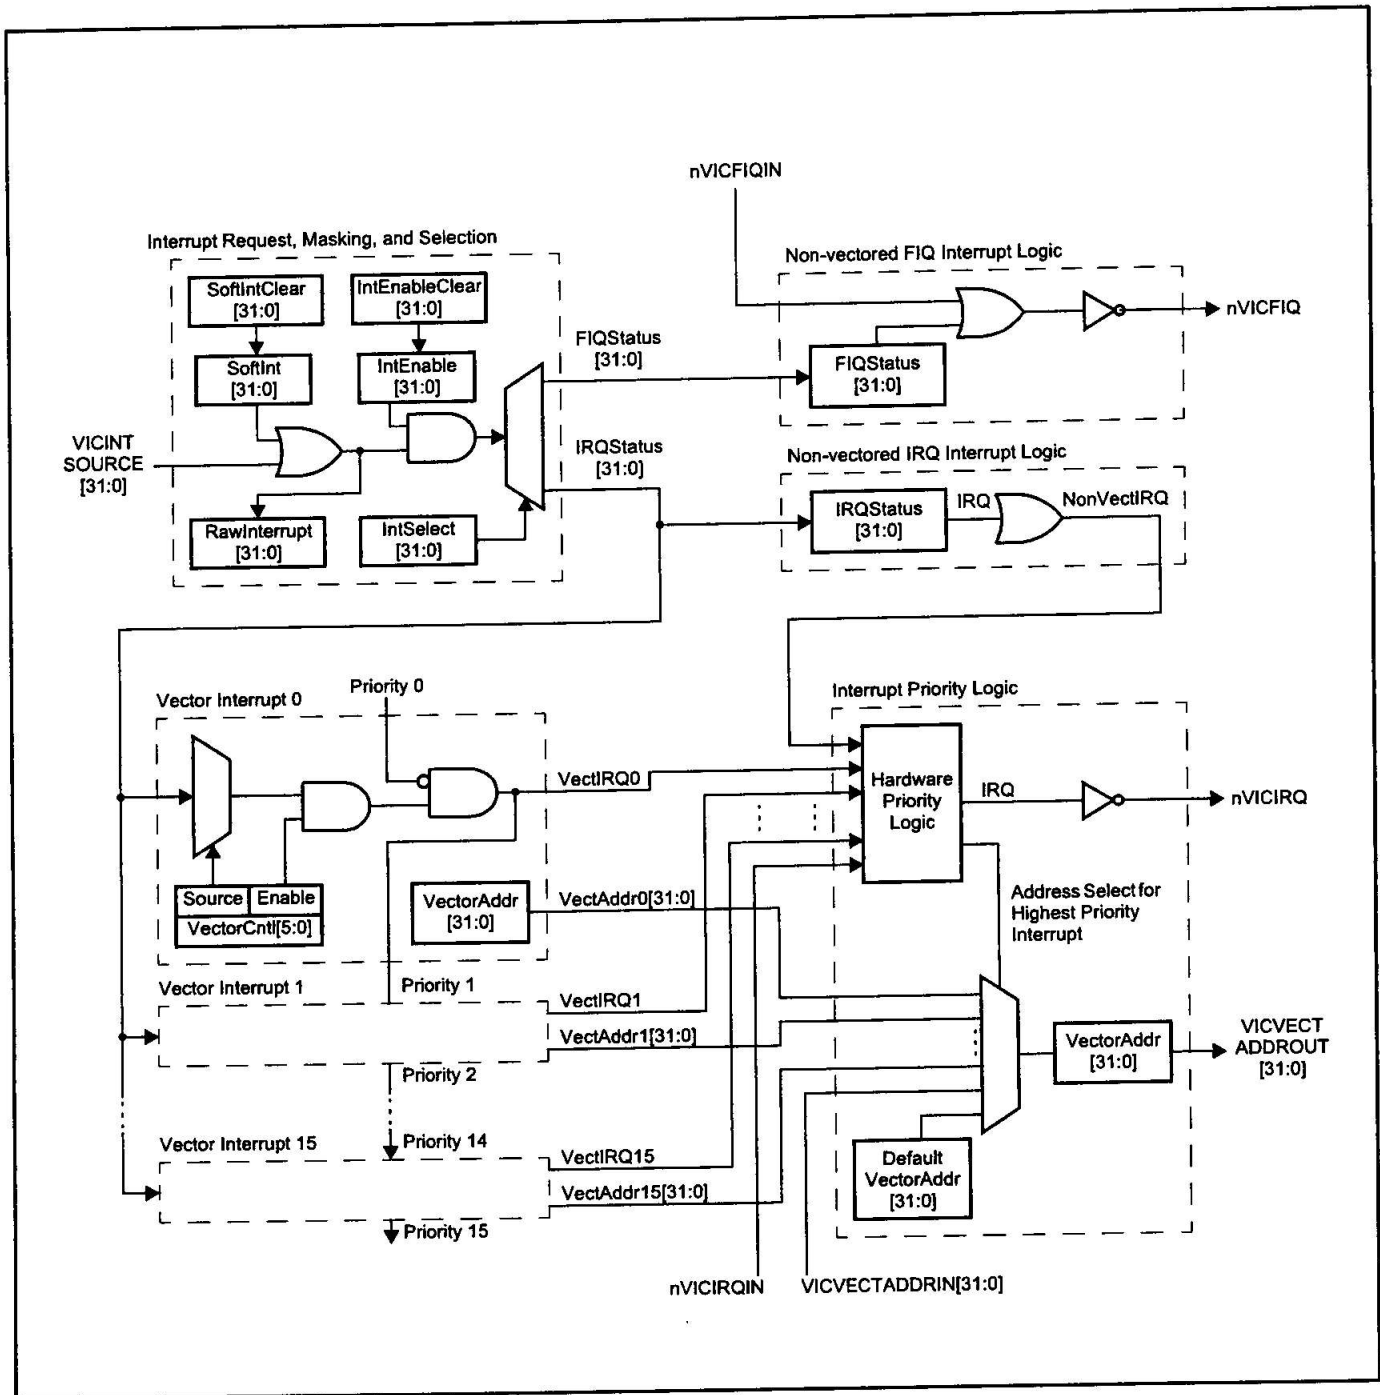 nVICFIQIN
Interrupt Request, Masking, and Selection
Non-vectored FIQ Interrupt Logic
SoftIntClear
[31:0]
IntEnableClear
[31:0]
nVICFIQ
FIQStatus
[31:0]
SoftInt
[31:0]
IntEnable
[31:0]
FIQStatus
[31:0]
VICINT
SOURCE
[31:0]
IRQStatus
[31:0]
Non-vectored IRQ Interrupt Logic
IRQStatus
[31:0]
IRQ
NonVectIRQ
RawInterrupt
[31:0]
IntSelect
[31:0]
Vector Interrupt 0
Priority 0
Interrupt Priority Logic
VectIRQ0
Hardware
Priority
Logic
IRQ
nVICIRQ
Source
Enable
VectorCntl[5:0]
VectorAddr
[31:0]
VectAddr0[31:0]
Address Select for
Highest Priority
Interrupt
Vector Interrupt 1
Priority 1
VectIRQ1
VectAddr1[31:0]
VectorAddr
[31:0]
VICVECT
ADDROUT
[31:0]
Priority 2
Vector Interrupt 15
Priority 14
VectIRQ15
VectAddr15[31:0]
Default
VectorAddr
[31:0]
Priority 15
nVICIRQIN
VICVECTADDRIN[31:0]